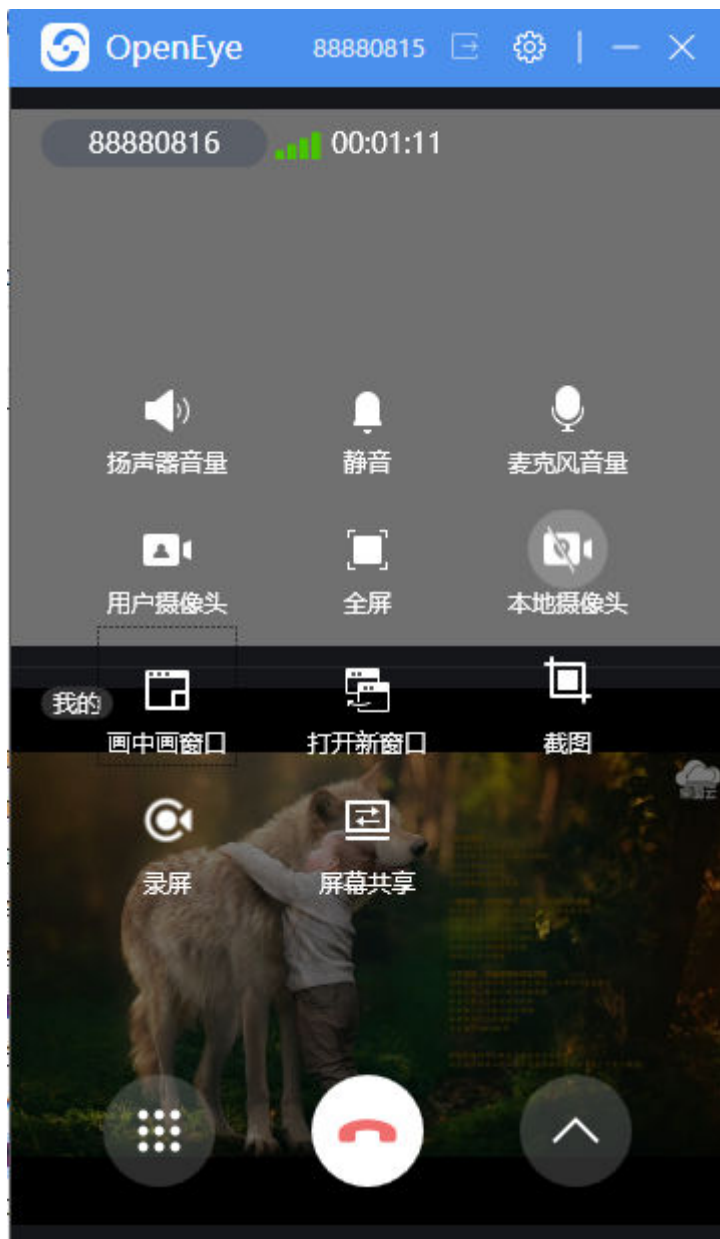 OpenEye 88880815
88880816 00:01:11
扬声器音量 静音 麦克风音量
用户摄像头 全屏 本地摄像头
我的
画中画窗口 打开新窗口 截图
录屏 屏幕共享